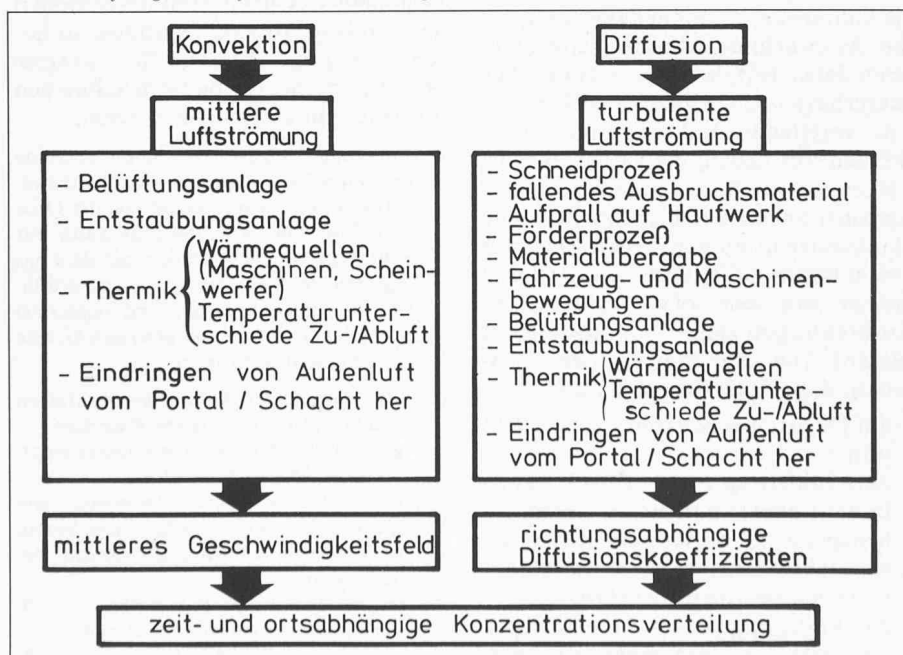 Konvektion
mittlere
Luftströmung
- Belüftungsanlage
- Entstaubungsanlage
- Thermik { Wärmequellen
(Maschinen, Schein-
werfer)
Temperaturunter-
schiede Zu-/Abluft
- Eindringen von Außenluft
vom Portal / Schacht her
mittleres Geschwindigkeitsfeld
Diffusion
turbulente
Luftströmung
- Schneidprozeß
- fallendes Ausbruchsmaterial
- Aufprall auf Haufwerk
- Förderprozeß
- Materialübergabe
- Fahrzeug- und Maschinen-
bewegungen
- Belüftungsanlage
- Entstaubungsanlage
- Thermik { Wärmequellen
Temperaturunter-
schiede Zu-/Abluft
- Eindringen von Außenluft
vom Portal / Schacht her
richtungsabhängige
Diffusionskoeffizienten
zeit- und ortsabhängige Konzentrationsverteilung